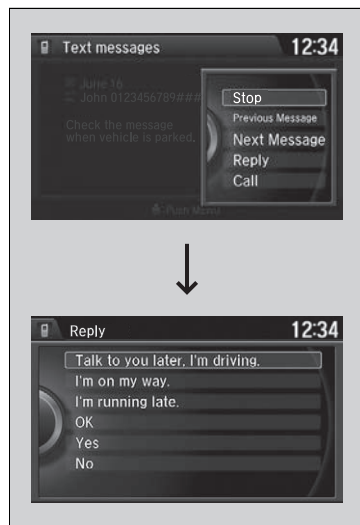 Text messages 12:34
June 16
John 0123456789###
Check the message
when vehicle is parked.
Stop
Previous Message
Next Message
Reply
Call
Push Menu
Reply 12:34
Talk to you later, I'm driving.
I'm on my way.
I'm running late.
OK
Yes
No